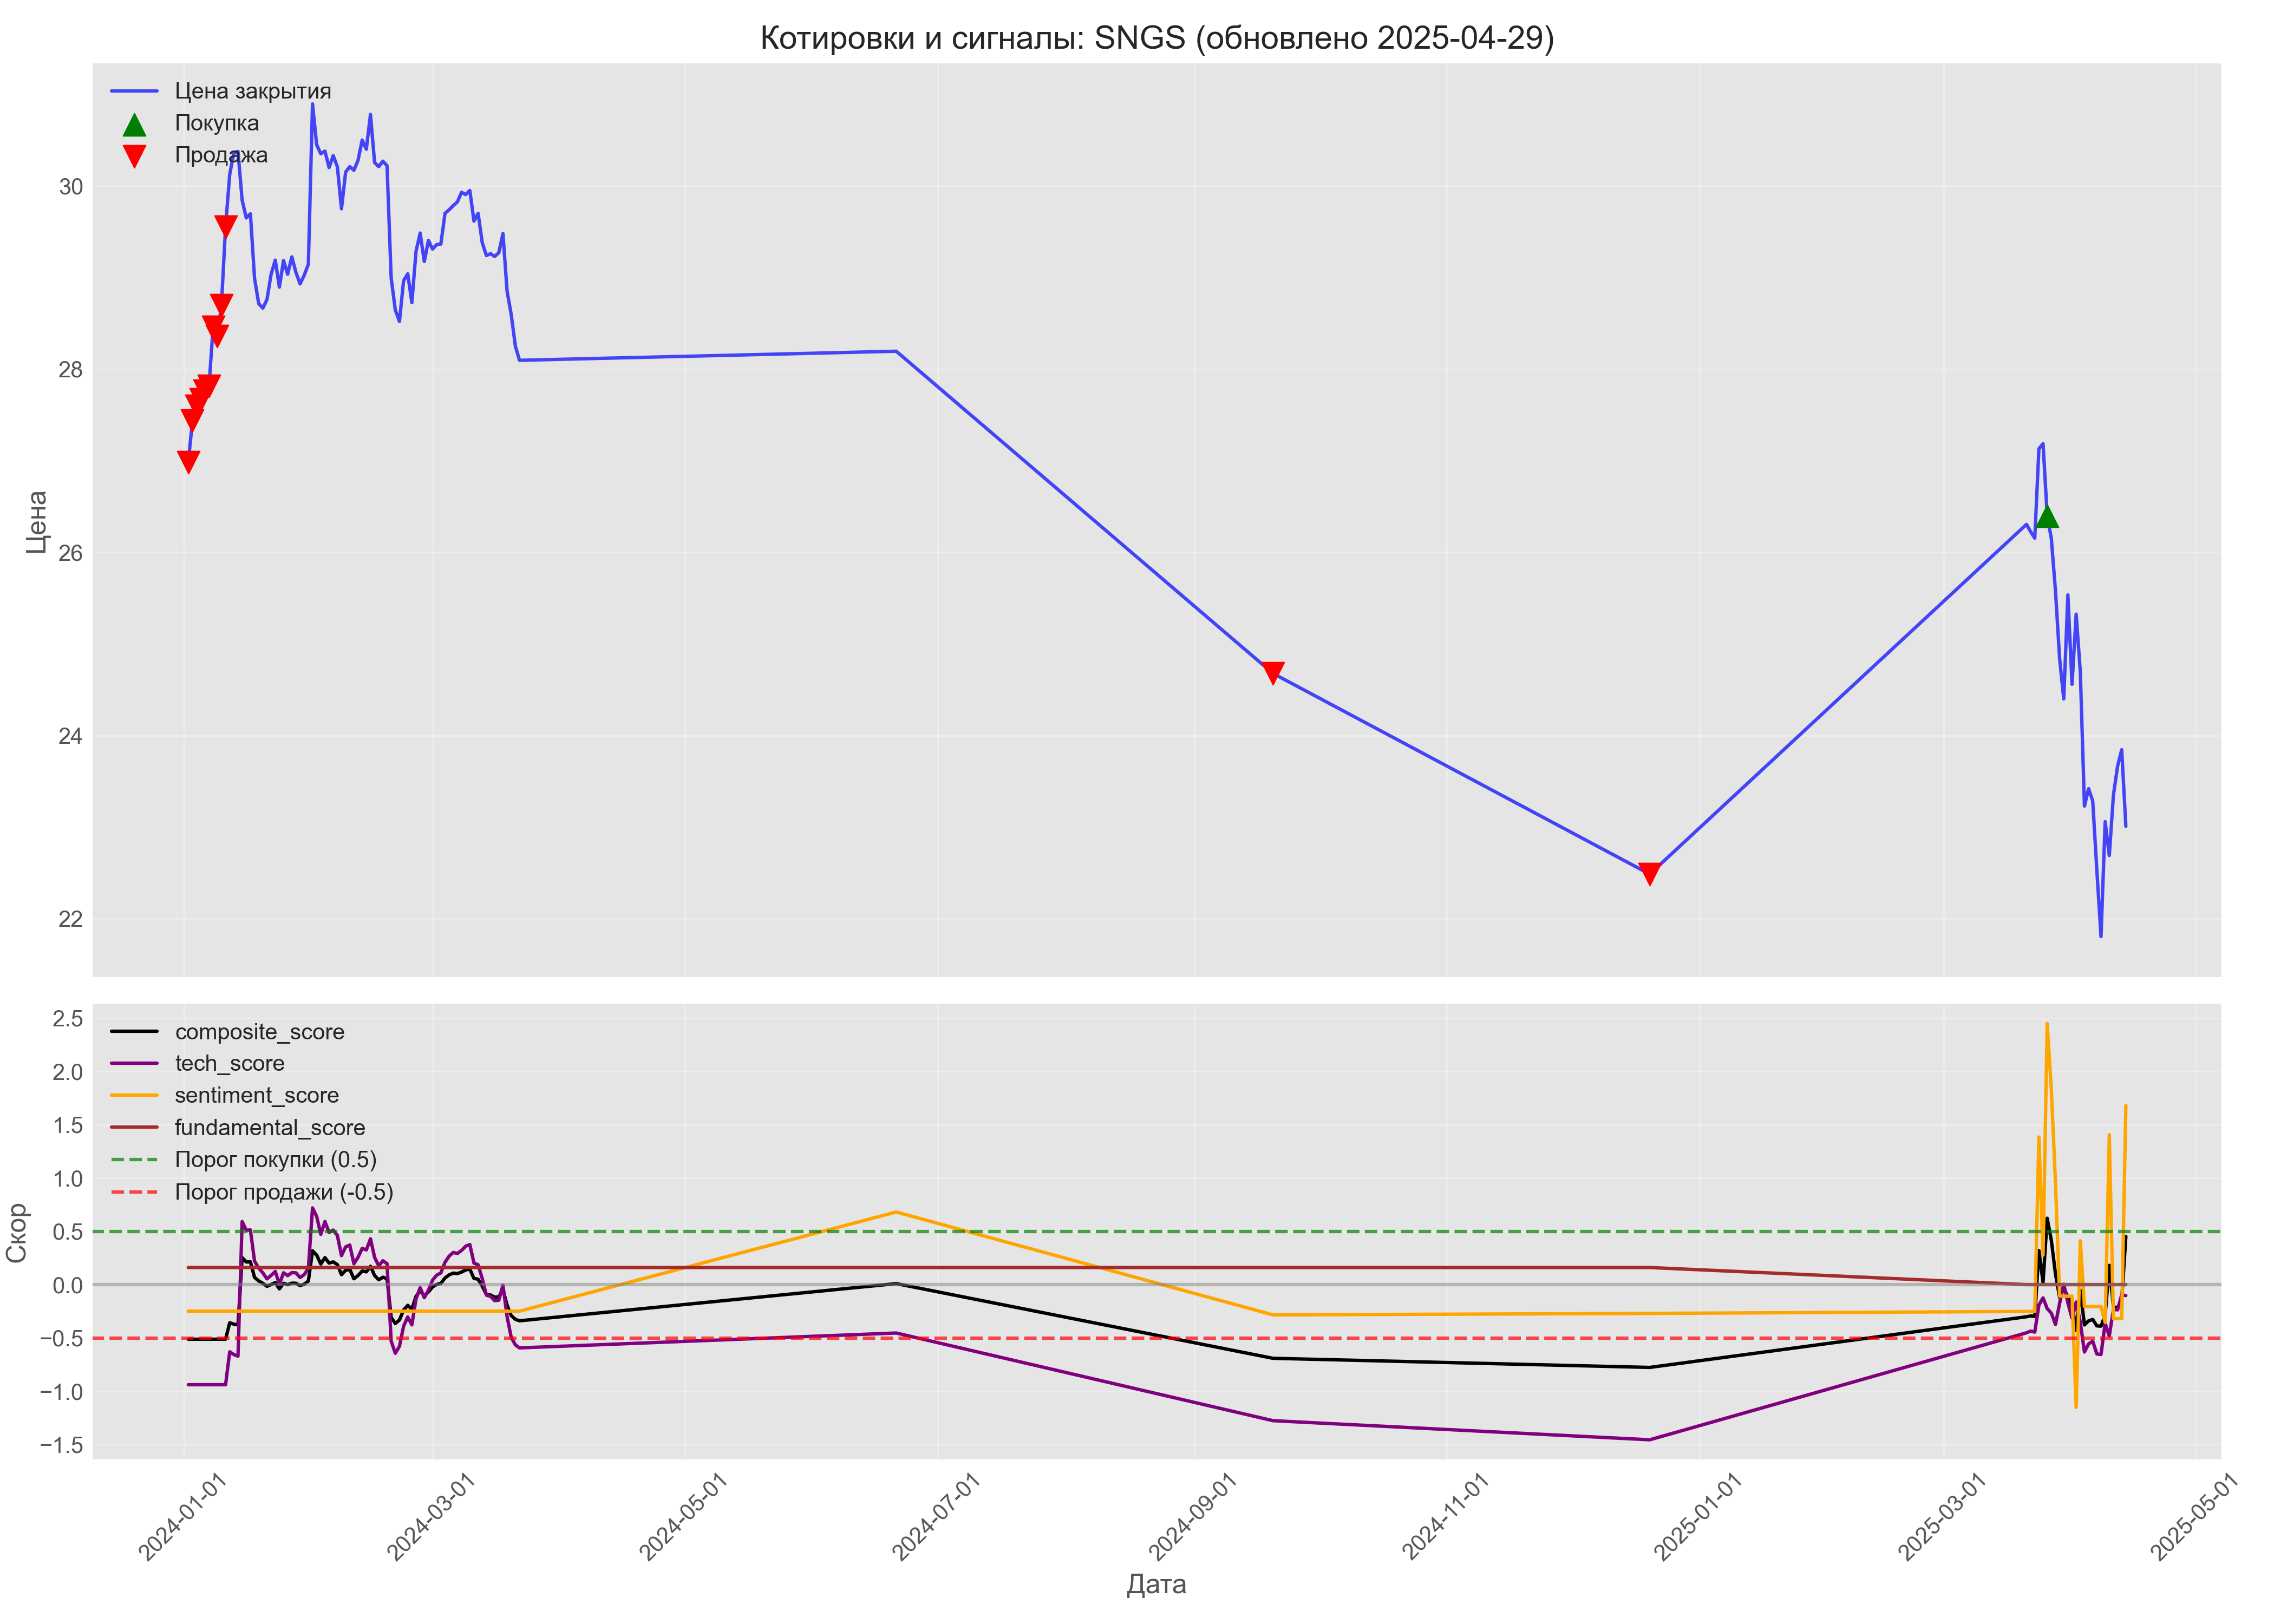 Котировки и сигналы: SNGS (обновлено 2025-04-29)
Цена закрытия
Покупка
Продажа
30
28
26
24
22
Цена
composite_score
tech_score
sentiment_score
fundamental_score
Порог покупки (0.5)
Порог продажи (-0.5)
2.5
2.0
1.5
1.0
0.5
0.0
−0.5
−1.0
−1.5
Скор
2024-01-01
2024-03-01
2024-05-01
2024-07-01
2024-09-01
2024-11-01
2025-01-01
2025-03-01
2025-05-01
Дата